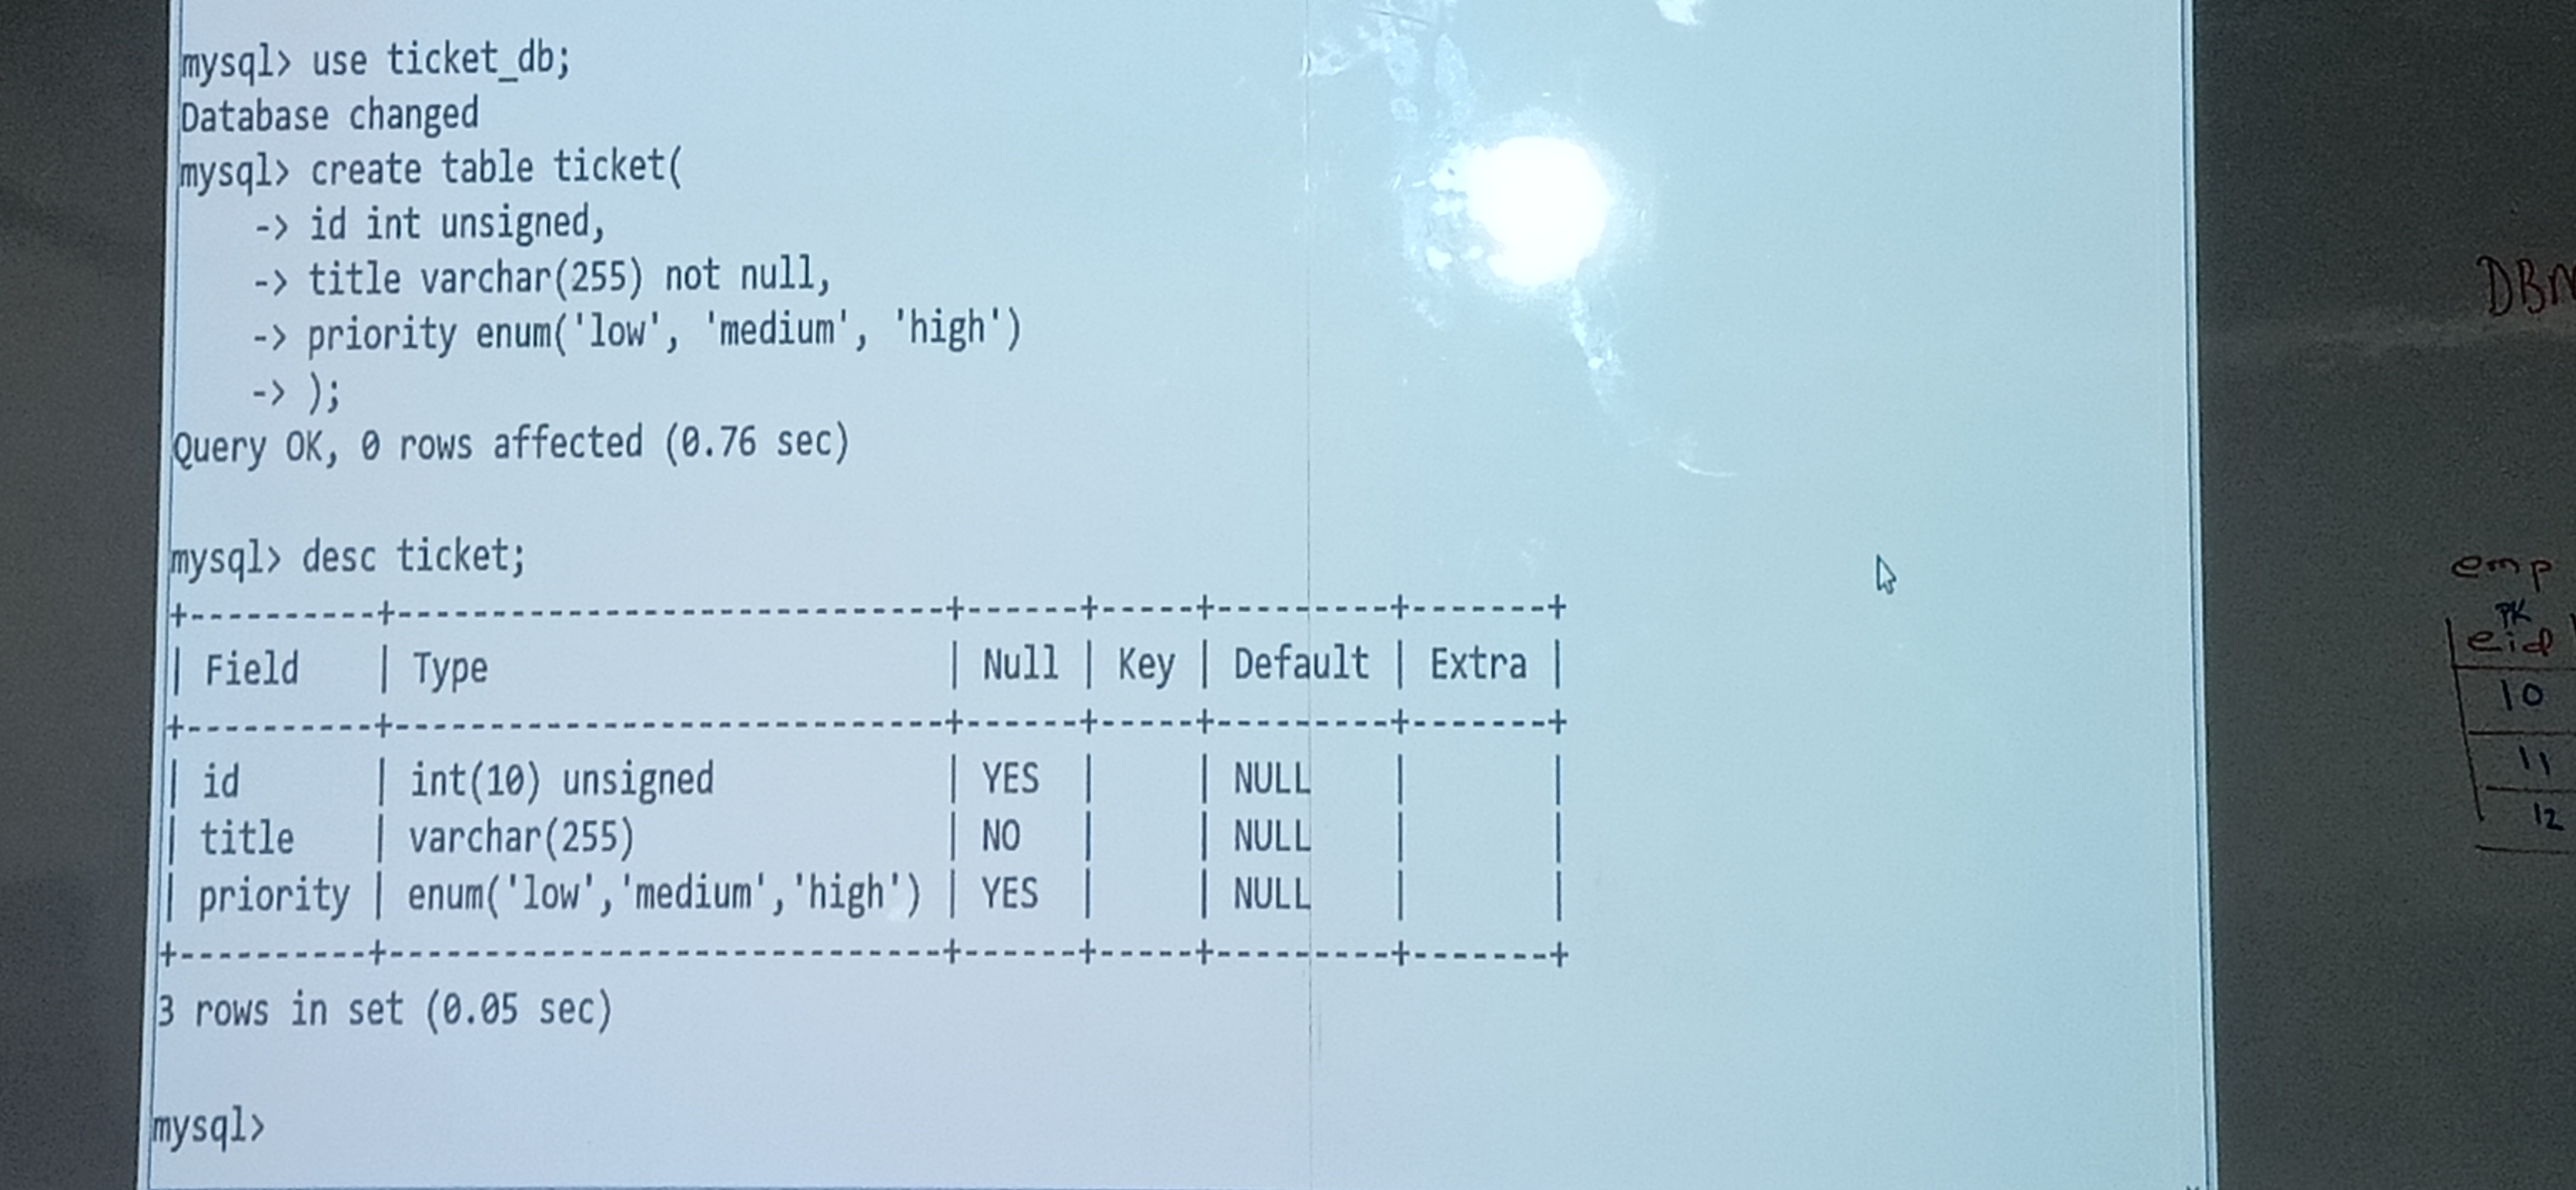 mysql> use ticket_db;
Database changed
mysql> create table ticket(
    -> id int unsigned,
    -> title varchar(255) not null,
    -> priority enum('low', 'medium', 'high')
    -> );
Query OK, 0 rows affected (0.76 sec)

mysql> desc ticket;
+----------+-----------------------------+------+-----+---------+-------+
| Field    | Type                        | Null | Key | Default | Extra |
+----------+-----------------------------+------+-----+---------+-------+
| id       | int(10) unsigned            | YES  |     | NULL    |       |
| title    | varchar(255)                | NO   |     | NULL    |       |
| priority | enum('low','medium','high') | YES  |     | NULL    |       |
+----------+-----------------------------+------+-----+---------+-------+
3 rows in set (0.05 sec)

mysql>
emp
PK
eid
10
11
12